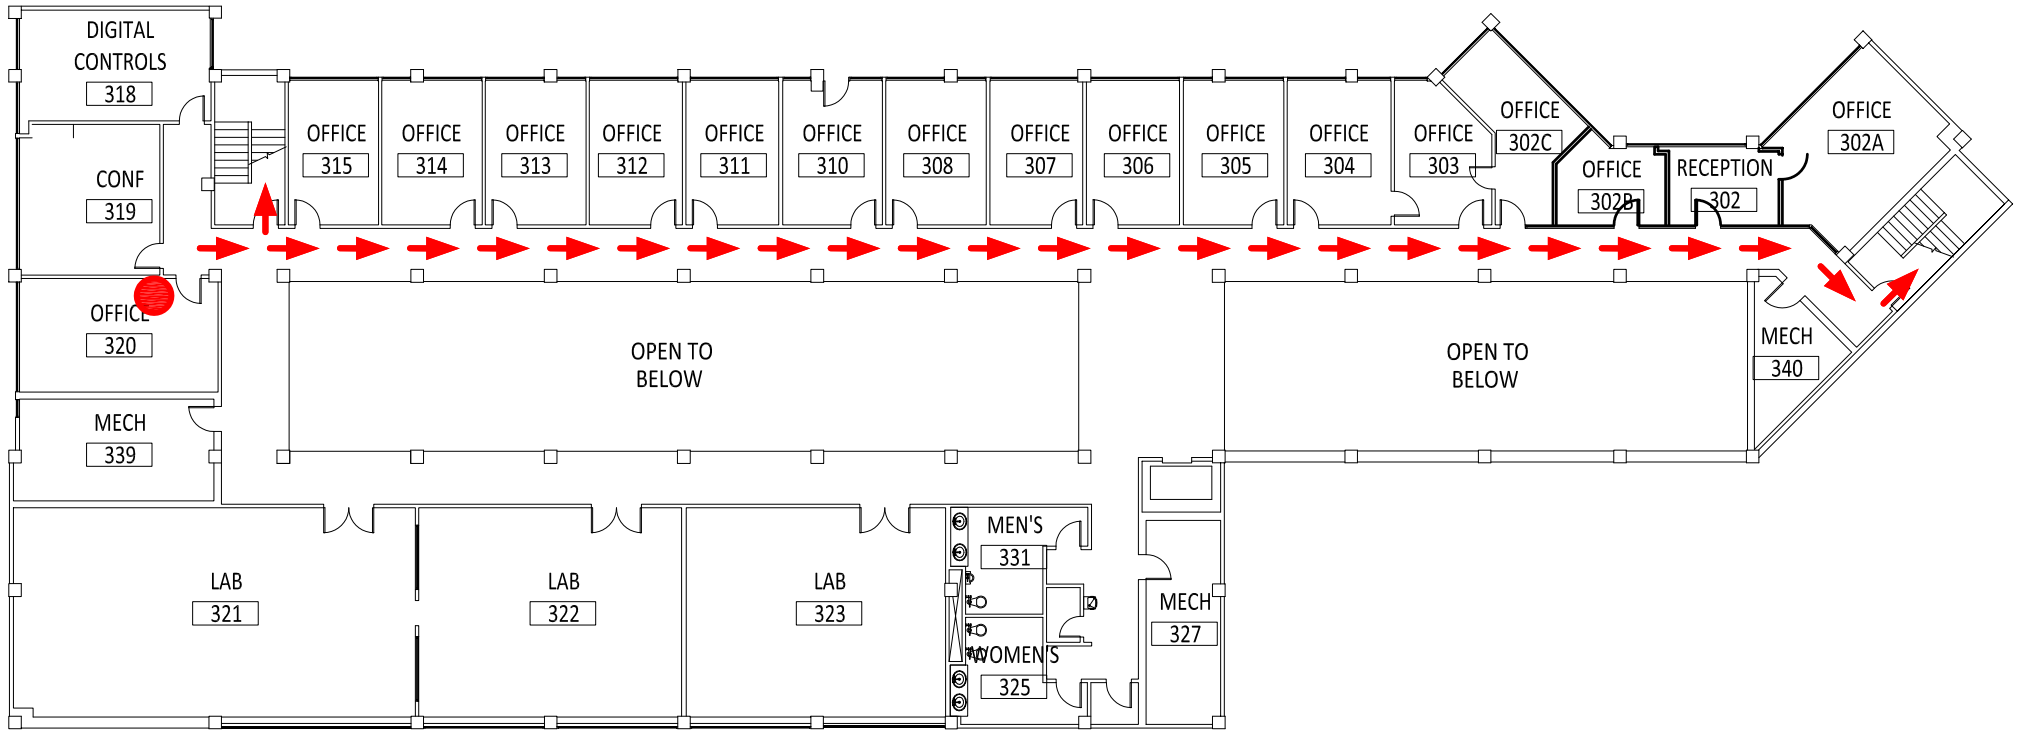 DIGITAL
CONTROLS
318
CONF
319
OFFICE
320
MECH
339
OFFICE
315
OFFICE
314
OFFICE
313
OFFICE
312
OFFICE
311
OFFICE
310
OFFICE
308
OFFICE
307
OFFICE
306
OFFICE
305
OFFICE
304
OFFICE
303
OFFICE
302C
OFFICE
302B
RECEPTION
302
OFFICE
302A
OPEN TO
BELOW
OPEN TO
BELOW
MECH
340
LAB
321
LAB
322
LAB
323
MEN'S
331
WOMEN'S
325
MECH
327